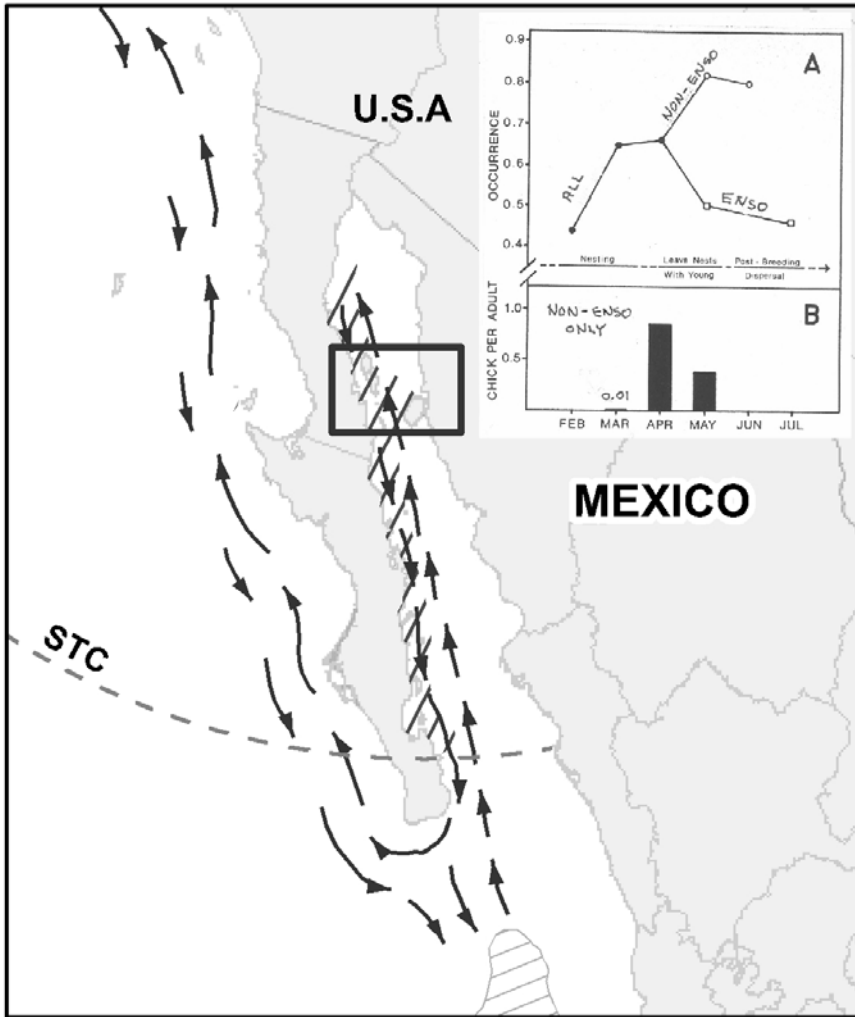 U.S.A
MEXICO
STC
A
OCCURRENCE
0.9
0.8
0.7
0.6
0.5
0.4
ALL
NON-ENSO
ENSO
Nesting
Leave Nests
With Young
Post-Breeding
Dispersal
B
CHICK PER ADULT
1.0
0.5
NON-ENSO
ONLY
0.01
FEB MAR APR MAY JUN JUL